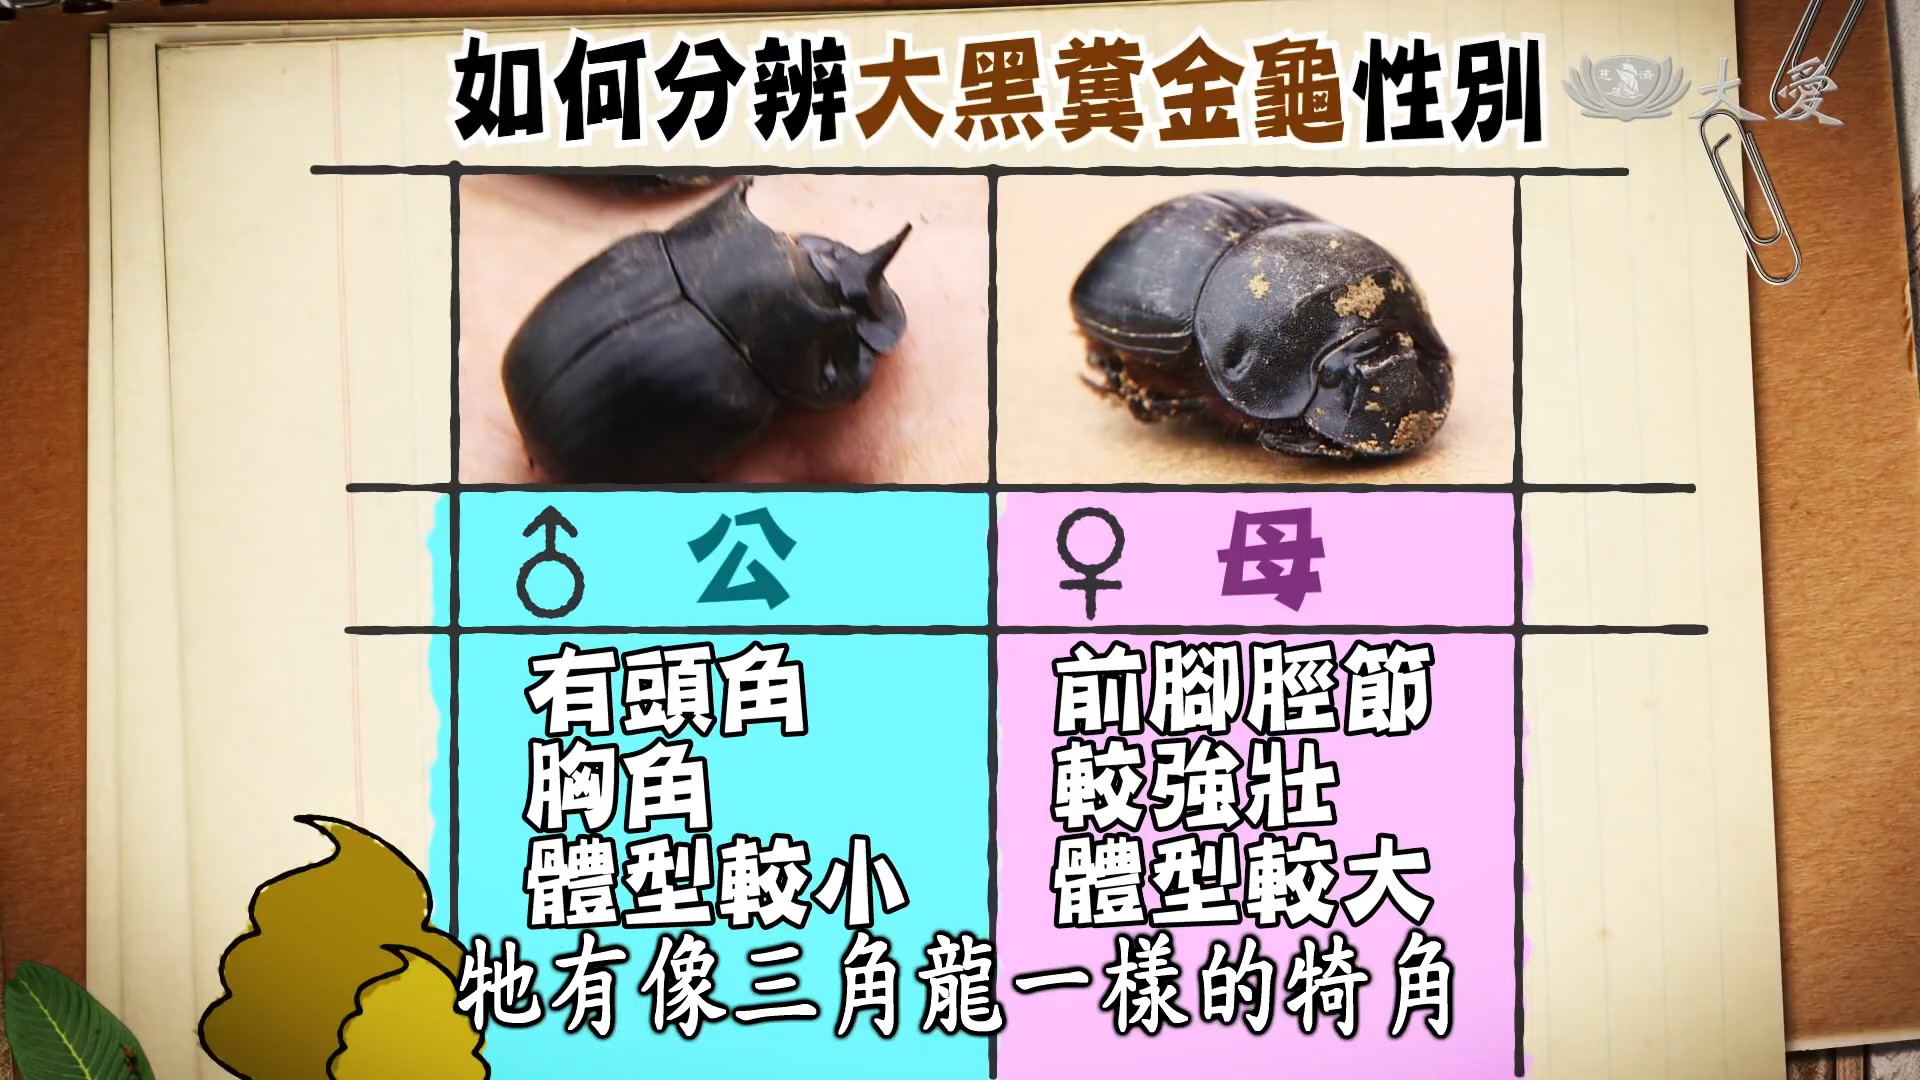 如何分辨大黑糞金龜性別
慈 濟
大愛
♂ 公
♀ 母
有頭角
胸角
體型較小
前腳脛節
較強壯
體型較大
牠有像三角龍一樣的犄角